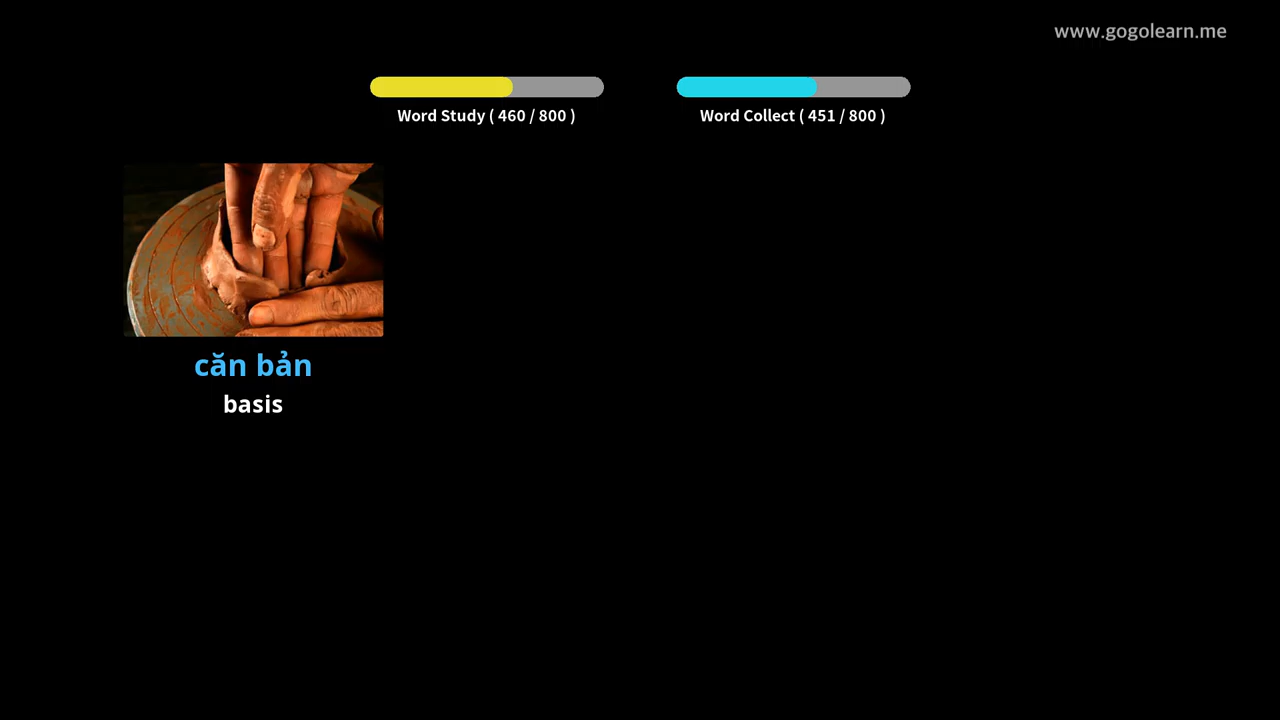 www.gogolearn.me
Word Study ( 460 / 800 )
Word Collect ( 451 / 800 )
căn bản
basis